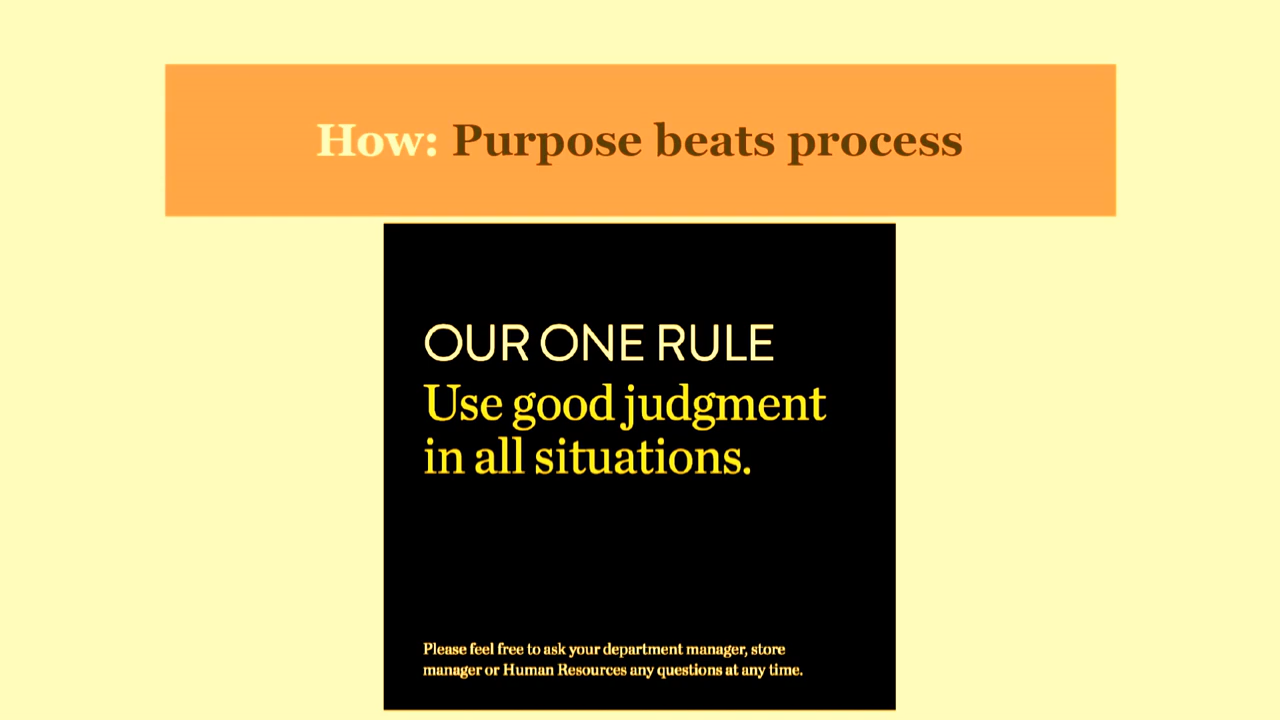 How: Purpose beats process
OUR ONE RULE
Use good judgment
in all situations.
Please feel free to ask your department manager, store
manager or Human Resources any questions at any time.